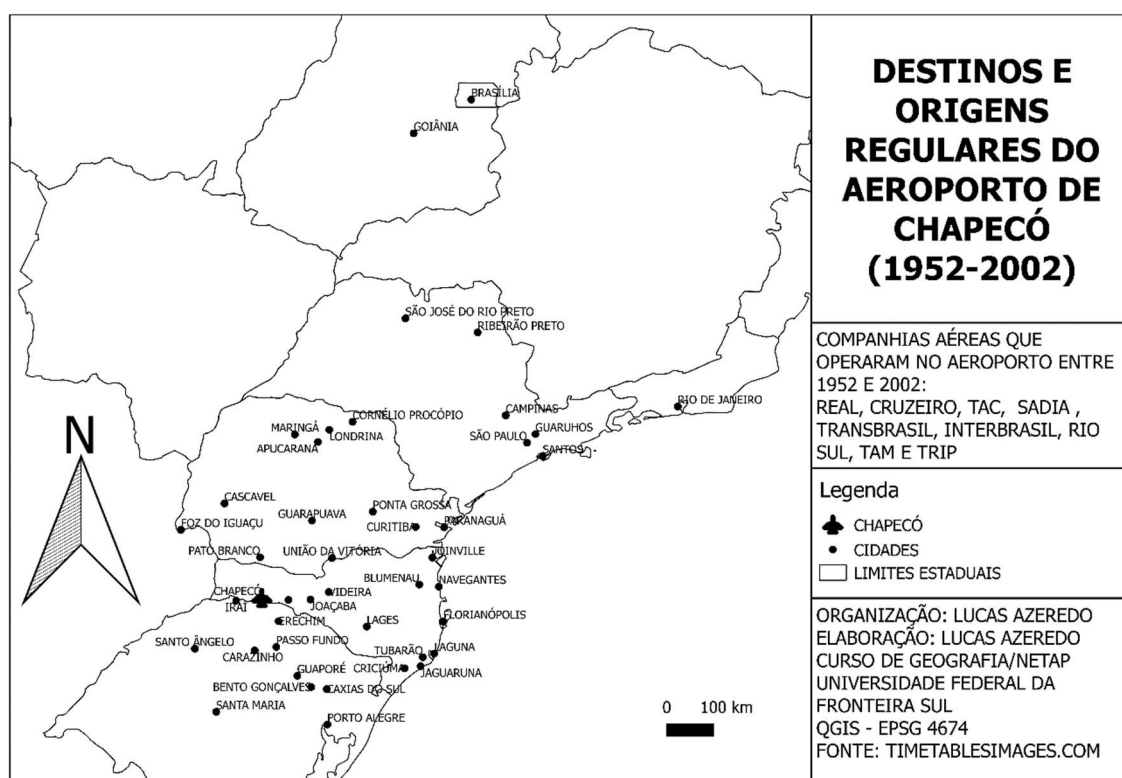 BRASÍLIA
GOIÂNIA
SÃO JOSÉ DO RIO PRETO
RIBEIRÃO PRETO
RIO DE JANEIRO
CAMPINAS
CORNÉLIO PROCÓPIO
MARINGÁ
GUARUHOS
LONDRINA
SÃO PAULO
APUCARANA
SANTOS
CASCAVEL
PONTA GROSSA
GUARAPUAVA
FOZ DO IGUAÇU
CURITIBA
PARANAGUÁ
PATO BRANCO
UNIÃO DA VITÓRIA
JOINVILLE
BLUMENAU
NAVEGANTES
CHAPECÓ
VIDEIRA
IRAÍ
JOAÇABA
ERECHIM
LAGES
FLORIANÓPOLIS
SANTO ÂNGELO
PASSO FUNDO
CARAZINHO
TUBARÃO
LAGUNA
CRICIÚMA
JAGUARUNA
GUAPORÉ
BENTO GONÇALVES
CAXIAS DO SUL
SANTA MARIA
PORTO ALEGRE
N
0 100 km
DESTINOS E
ORIGENS
REGULARES DO
AEROPORTO DE
CHAPECÓ
(1952-2002)
COMPANHIAS AÉREAS QUE
OPERARAM NO AEROPORTO ENTRE
1952 E 2002:
REAL, CRUZEIRO, TAC, SADIA ,
TRANSBRASIL, INTERBRASIL, RIO
SUL, TAM E TRIP
Legenda
CHAPECÓ
CIDADES
LIMITES ESTADUAIS
ORGANIZAÇÃO: LUCAS AZEREDO
ELABORAÇÃO: LUCAS AZEREDO
CURSO DE GEOGRAFIA/NETAP
UNIVERSIDADE FEDERAL DA
FRONTEIRA SUL
QGIS - EPSG 4674
FONTE: TIMETABLESIMAGES.COM